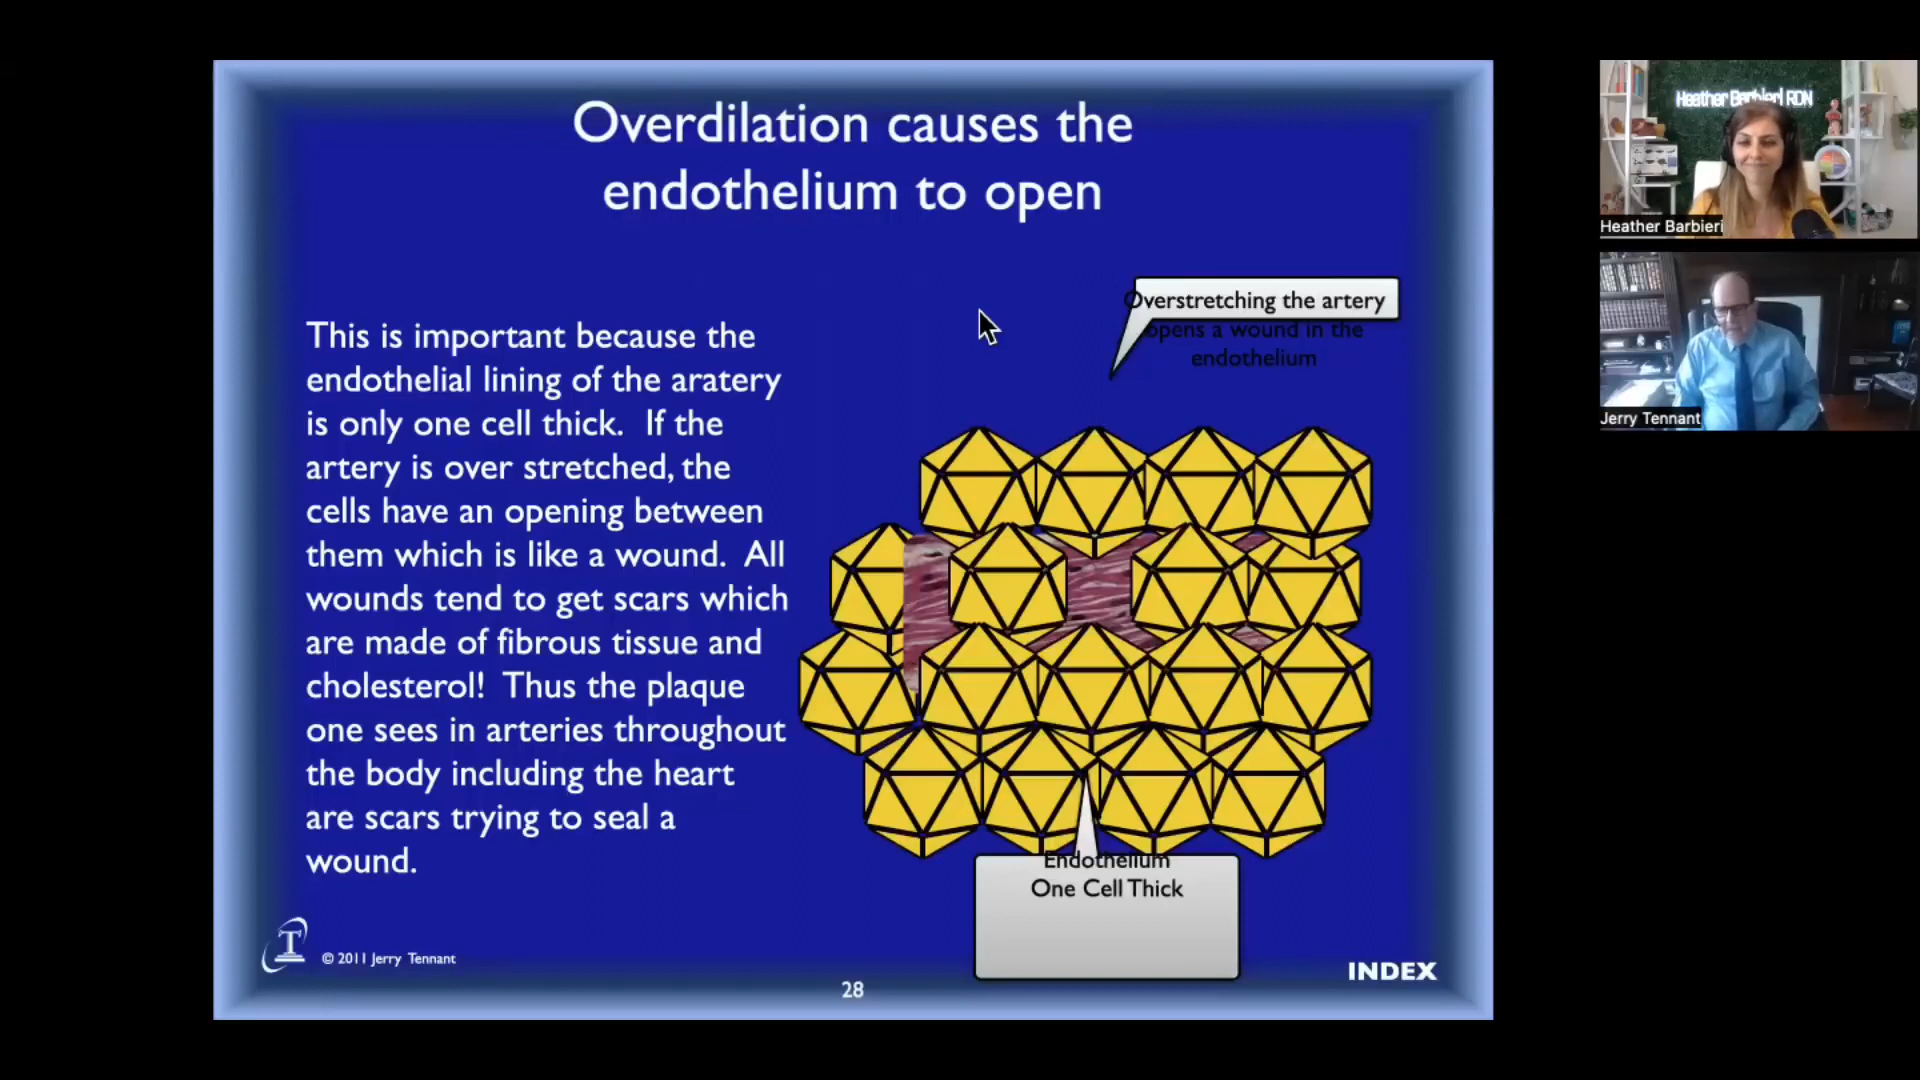 Overdilation causes the
endothelium to open
This is important because the
endothelial lining of the aratery
is only one cell thick.  If the
artery is over stretched, the
cells have an opening between
them which is like a wound.  All
wounds tend to get scars which
are made of fibrous tissue and
cholesterol!  Thus the plaque
one sees in arteries throughout
the body including the heart
are scars trying to seal a
wound.
Overstretching the artery
opens a wound in the
endothelium
Endothelium
One Cell Thick
T
© 2011 Jerry Tennant
28
INDEX
Heather Barbieri RDN
Heather Barbieri
Jerry Tennant